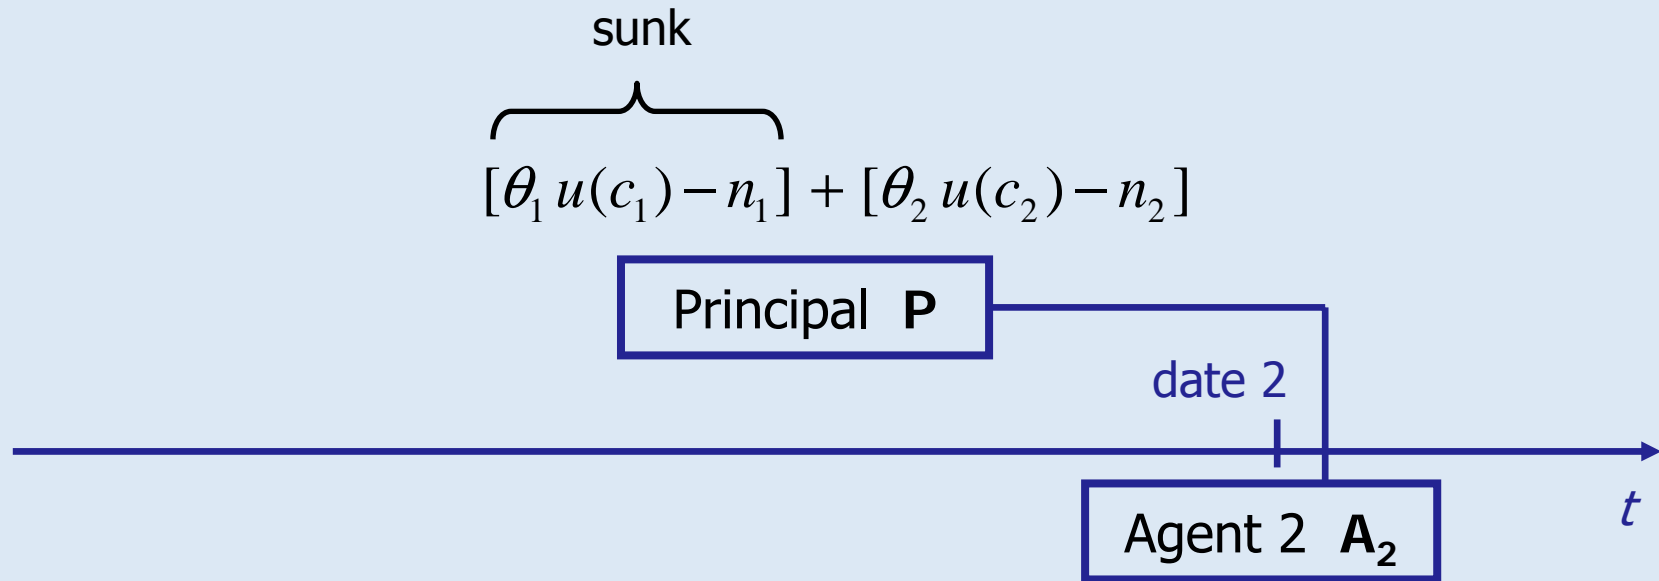 sunk
[θ₁ u(c₁) − n₁] + [θ₂ u(c₂) − n₂]
Principal P
date 2
t
Agent 2 A₂